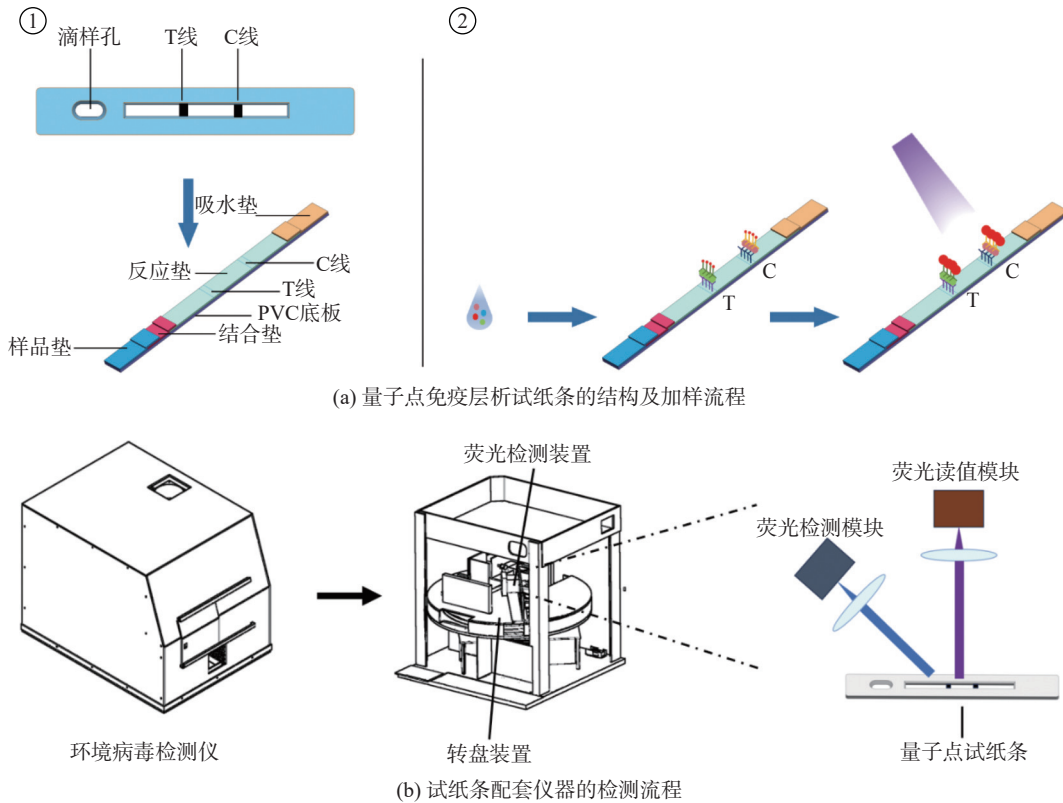 ①
滴样孔
T线
C线
吸水垫
反应垫
C线
T线
PVC底板
结合垫
样品垫
②
T
C
T
C
(a) 量子点免疫层析试纸条的结构及加样流程
环境病毒检测仪
荧光检测装置
转盘装置
荧光读值模块
荧光检测模块
量子点试纸条
(b) 试纸条配套仪器的检测流程